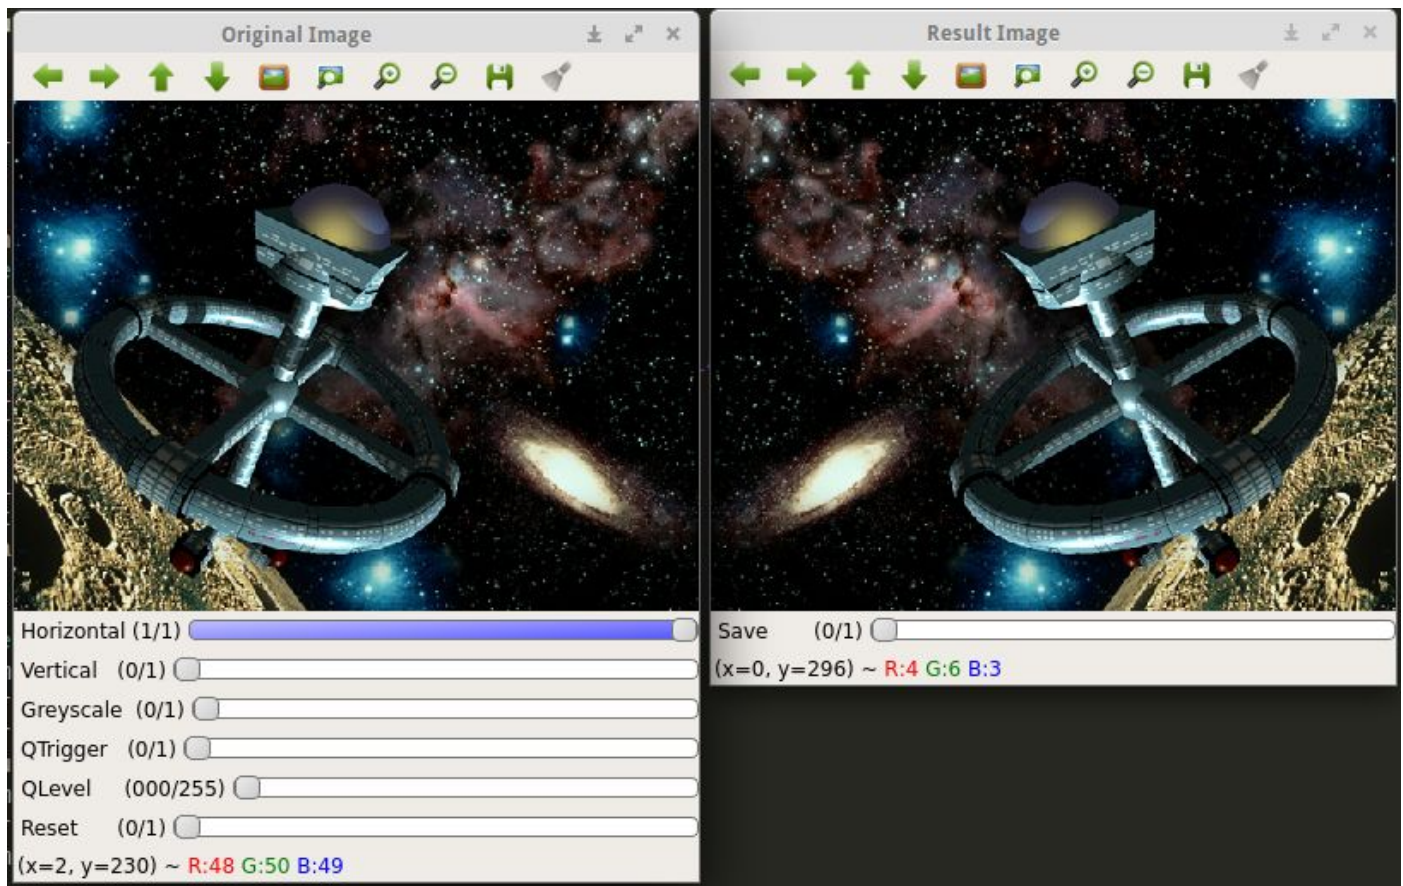 Original Image
Horizontal (1/1)
Vertical (0/1)
Greyscale (0/1)
QTrigger (0/1)
QLevel (000/255)
Reset (0/1)
(x=2, y=230) ~ R:48 G:50 B:49
Result Image
Save (0/1)
(x=0, y=296) ~ R:4 G:6 B:3